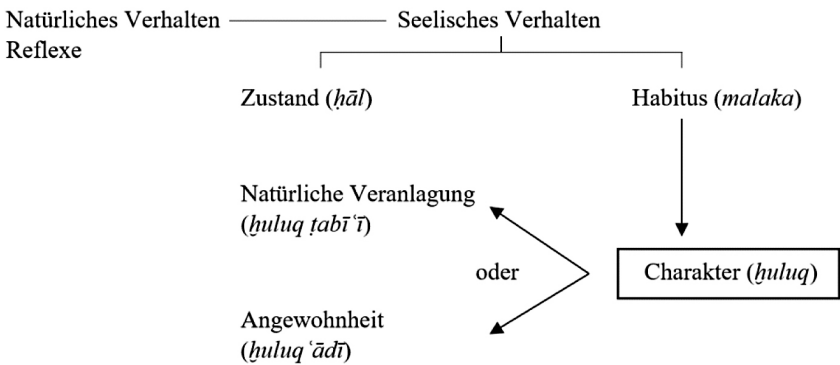 Natürliches Verhalten Seelisches Verhalten
Reflexe
Zustand (ḥāl) Habitus (malaka)
Natürliche Veranlagung
(ḫuluq ṭabīʿī)
oder Charakter (ḫuluq)
Angewohnheit
(ḫuluq ʿādī)